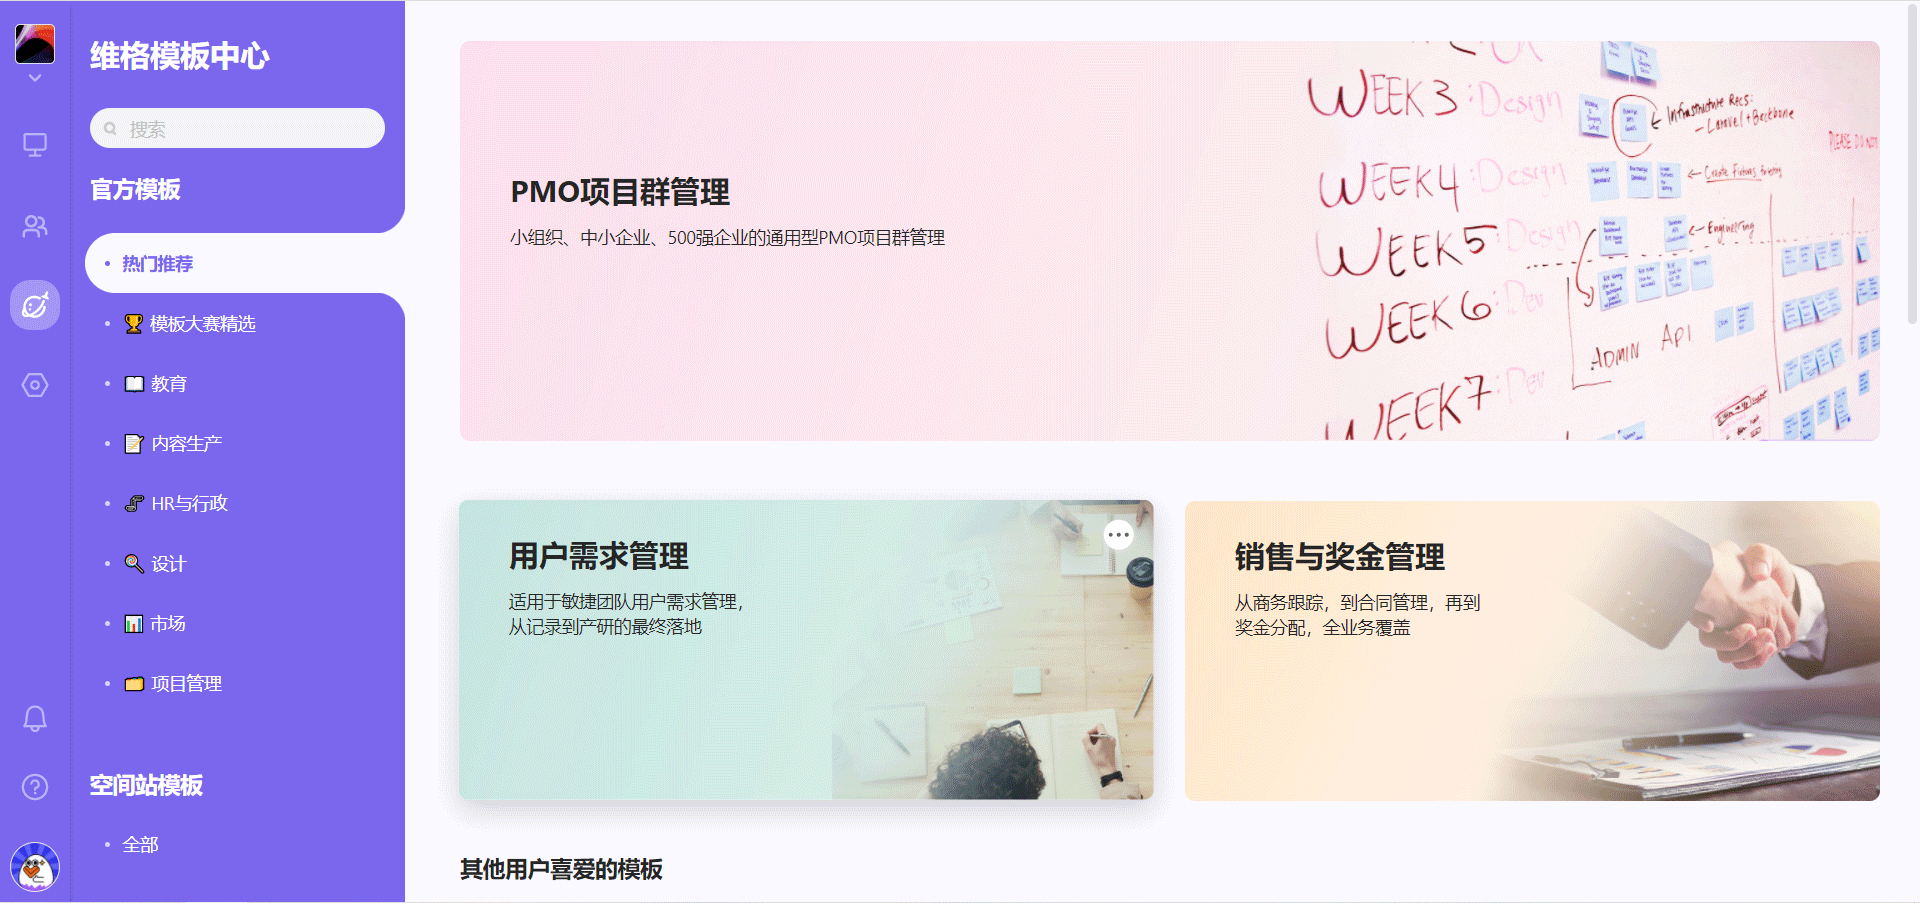 维格模板中心
搜索
官方模板
热门推荐
模板大赛精选
教育
内容生产
HR与行政
设计
市场
项目管理
空间站模板
全部
PMO项目群管理
小组织、中小企业、500强企业的通用型PMO项目群管理
WEEK 3 :Design
Infrastructure Recs:
- Laravel + Backbone
PLEASE DO NOT
WEEK 4 :Design
WEEK 5 :Design
Engineering
WEEK 6 :Dev
ADMIN
API
WEEK 7 :Dev
用户需求管理
适用于敏捷团队用户需求管理，
从记录到产研的最终落地
销售与奖金管理
从商务跟踪，到合同管理，再到
奖金分配，全业务覆盖
其他用户喜爱的模板